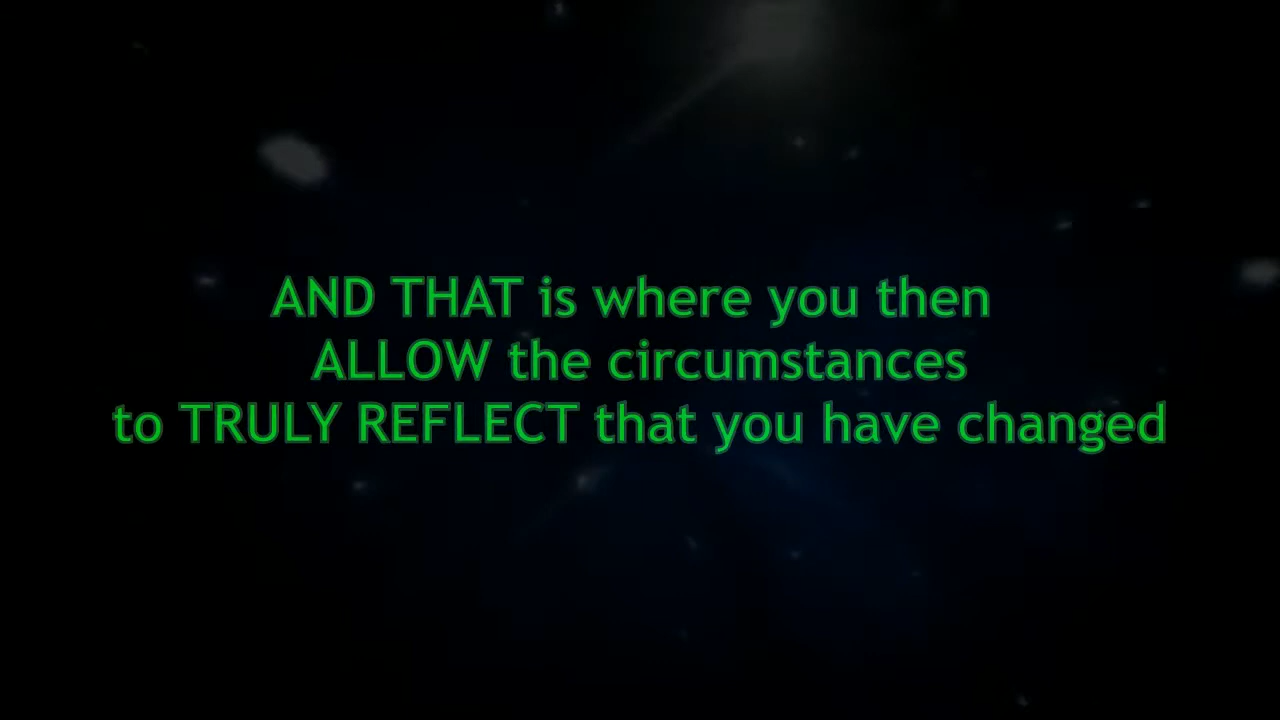 AND THAT is where you then
ALLOW the circumstances
to TRULY REFLECT that you have changed